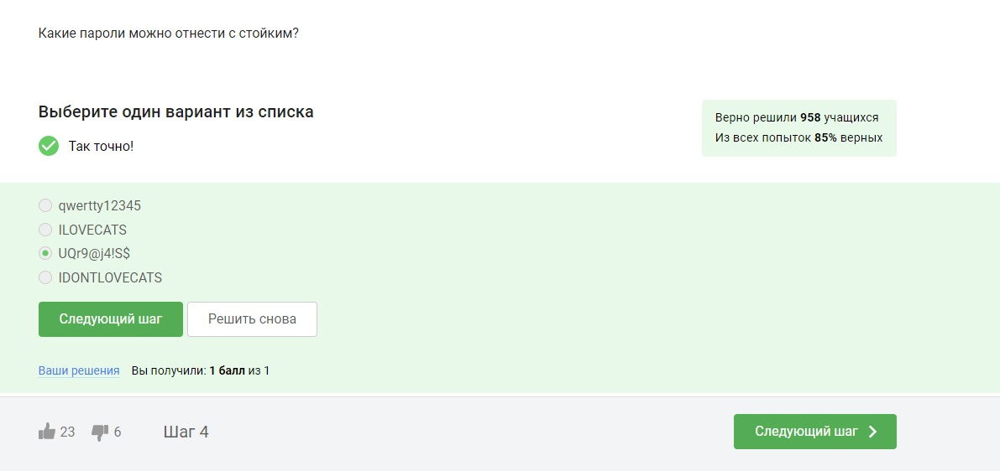 Какие пароли можно отнести с стойким?
Выберите один вариант из списка
Так точно!
Верно решили 958 учащихся
Из всех попыток 85% верных
qwertty12345
ILOVECATS
UQr9@j4!S$
IDONTLOVECATS
Следующий шаг
Решить снова
Ваши решения Вы получили: 1 балл из 1
23 6 Шаг 4
Следующий шаг